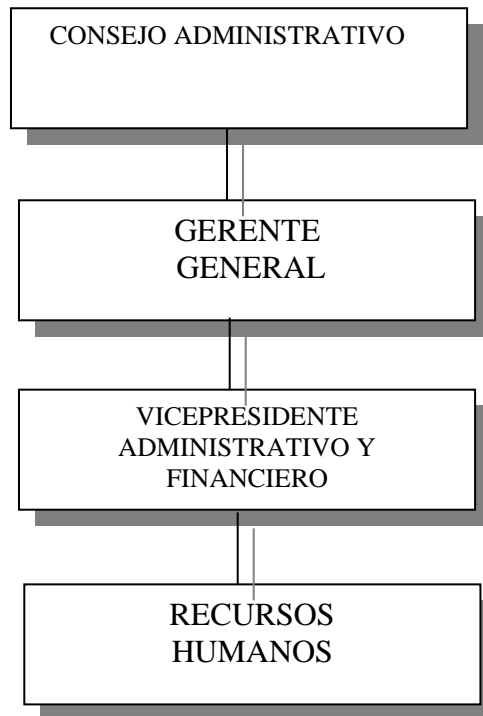 CONSEJO ADMINISTRATIVO
GERENTE
GENERAL
VICEPRESIDENTE
ADMINISTRATIVO Y
FINANCIERO
RECURSOS
HUMANOS